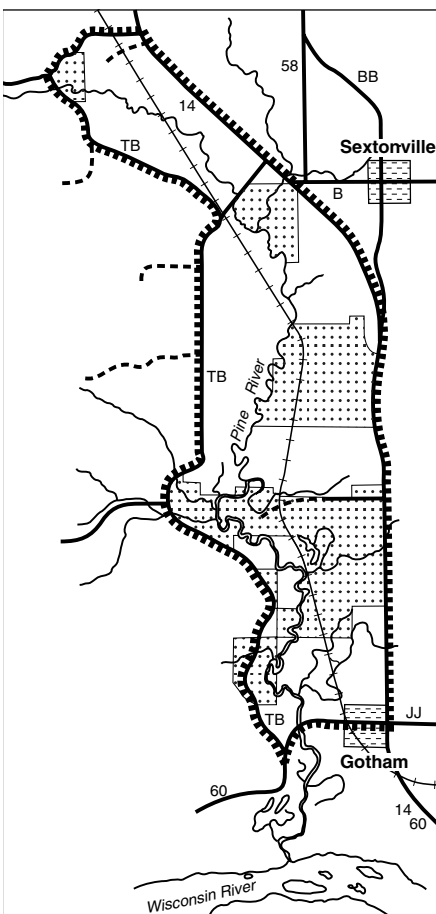 58
BB
14
Sextonville
TB
B
TB
Pine River
JJ
TB
Gotham
60
14
60
Wisconsin River